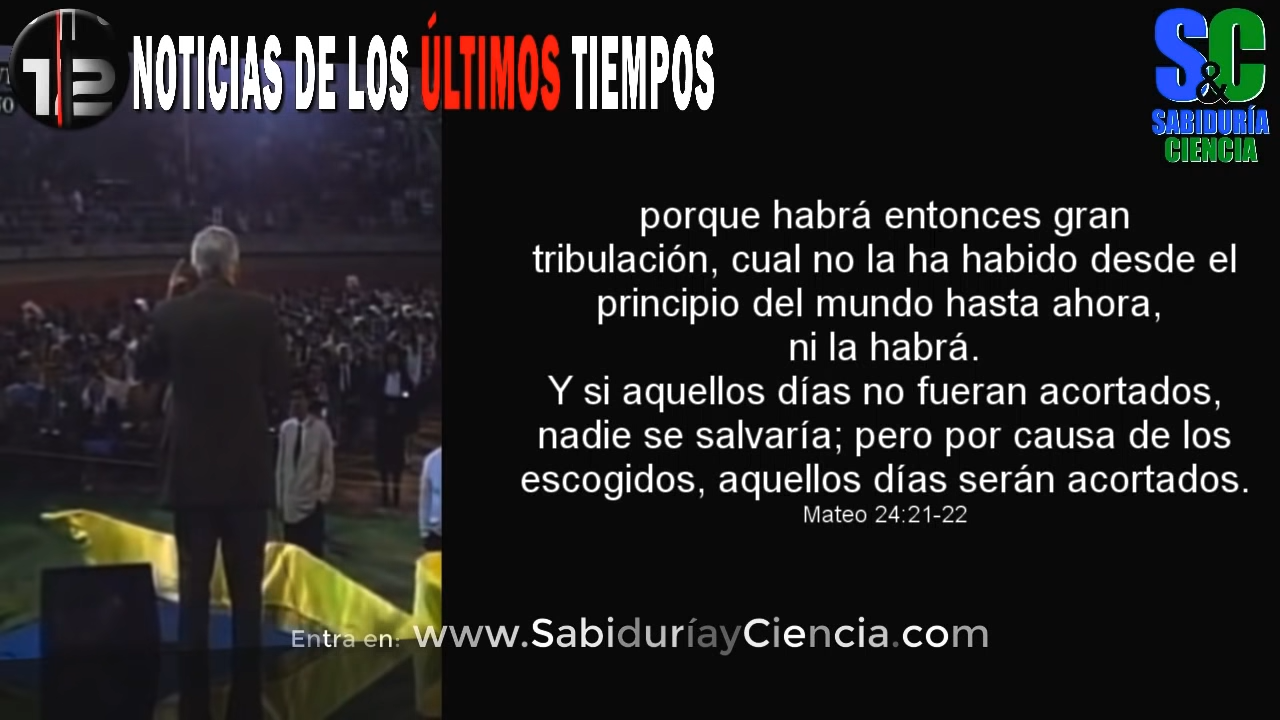 12
NOTICIAS DE LOS ÚLTIMOS TIEMPOS
S&C
SABIDURÍA
CIENCIA
porque habrá entonces gran
tribulación, cual no la ha habido desde el
principio del mundo hasta ahora,
ni la habrá.
Y si aquellos días no fueran acortados,
nadie se salvaría; pero por causa de los
escogidos, aquellos días serán acortados.
Mateo 24:21-22
Entra en: www.SabiduríayCiencia.com